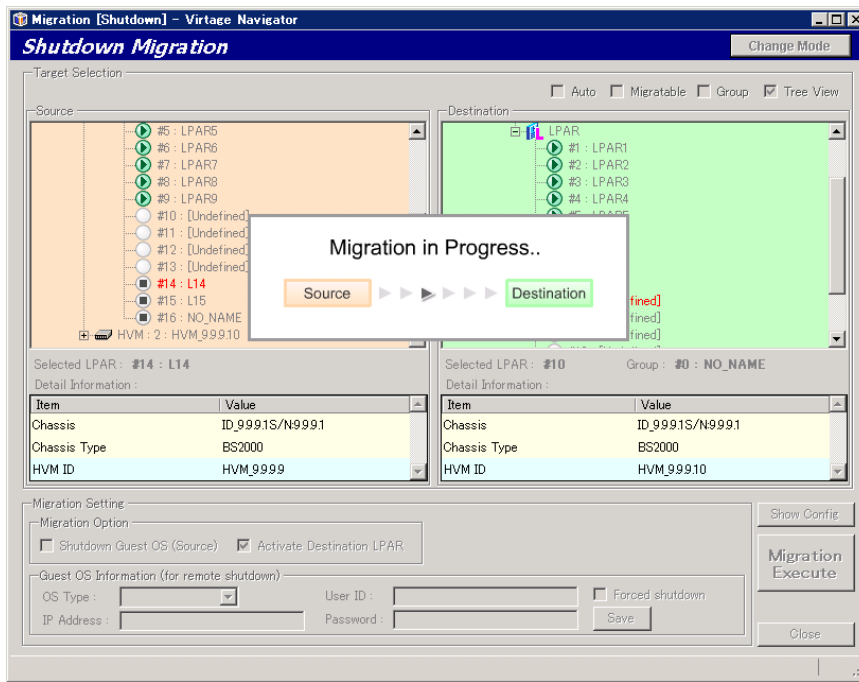 Migration [Shutdown] - Virtage Navigator
Shutdown Migration
Change Mode
Target Selection
Auto Migratable Group Tree View
Source
#5 : LPAR5
#6 : LPAR6
#7 : LPAR7
#8 : LPAR8
#9 : LPAR9
#10 : [Undefined]
#11 : [Undefined]
#12 : [Undefined]
#13 : [Undefined]
#14 : L14
#15 : L15
#16 : NO_NAME
HVM : 2 : HVM_9.9.9.10
Destination
LPAR
#1 : LPAR1
#2 : LPAR2
#3 : LPAR3
#4 : LPAR4
fined]
fined]
fined]
Migration in Progress..
Source Destination
Selected LPAR : #14 : L14
Detail Information :
Item Value
Chassis ID_9.9.9.1S/N:9.9.9.1
Chassis Type BS2000
HVM ID HVM_9.9.9.9
Selected LPAR : #10 Group : #0 : NO_NAME
Detail Information :
Item Value
Chassis ID_9.9.9.1S/N:9.9.9.1
Chassis Type BS2000
HVM ID HVM_9.9.9.10
Migration Setting
Migration Option
Shutdown Guest OS (Source) Activate Destination LPAR
Guest OS Information (for remote shutdown)
OS Type : User ID : Forced shutdown
IP Address : Password : Save
Show Config
Migration
Execute
Close